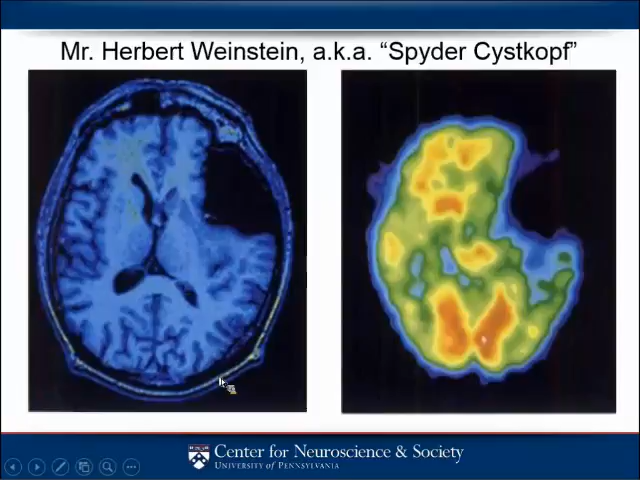 Mr. Herbert Weinstein, a.k.a. “Spyder Cystkopf”
Center for Neuroscience & Society
UNIVERSITY of PENNSYLVANIA